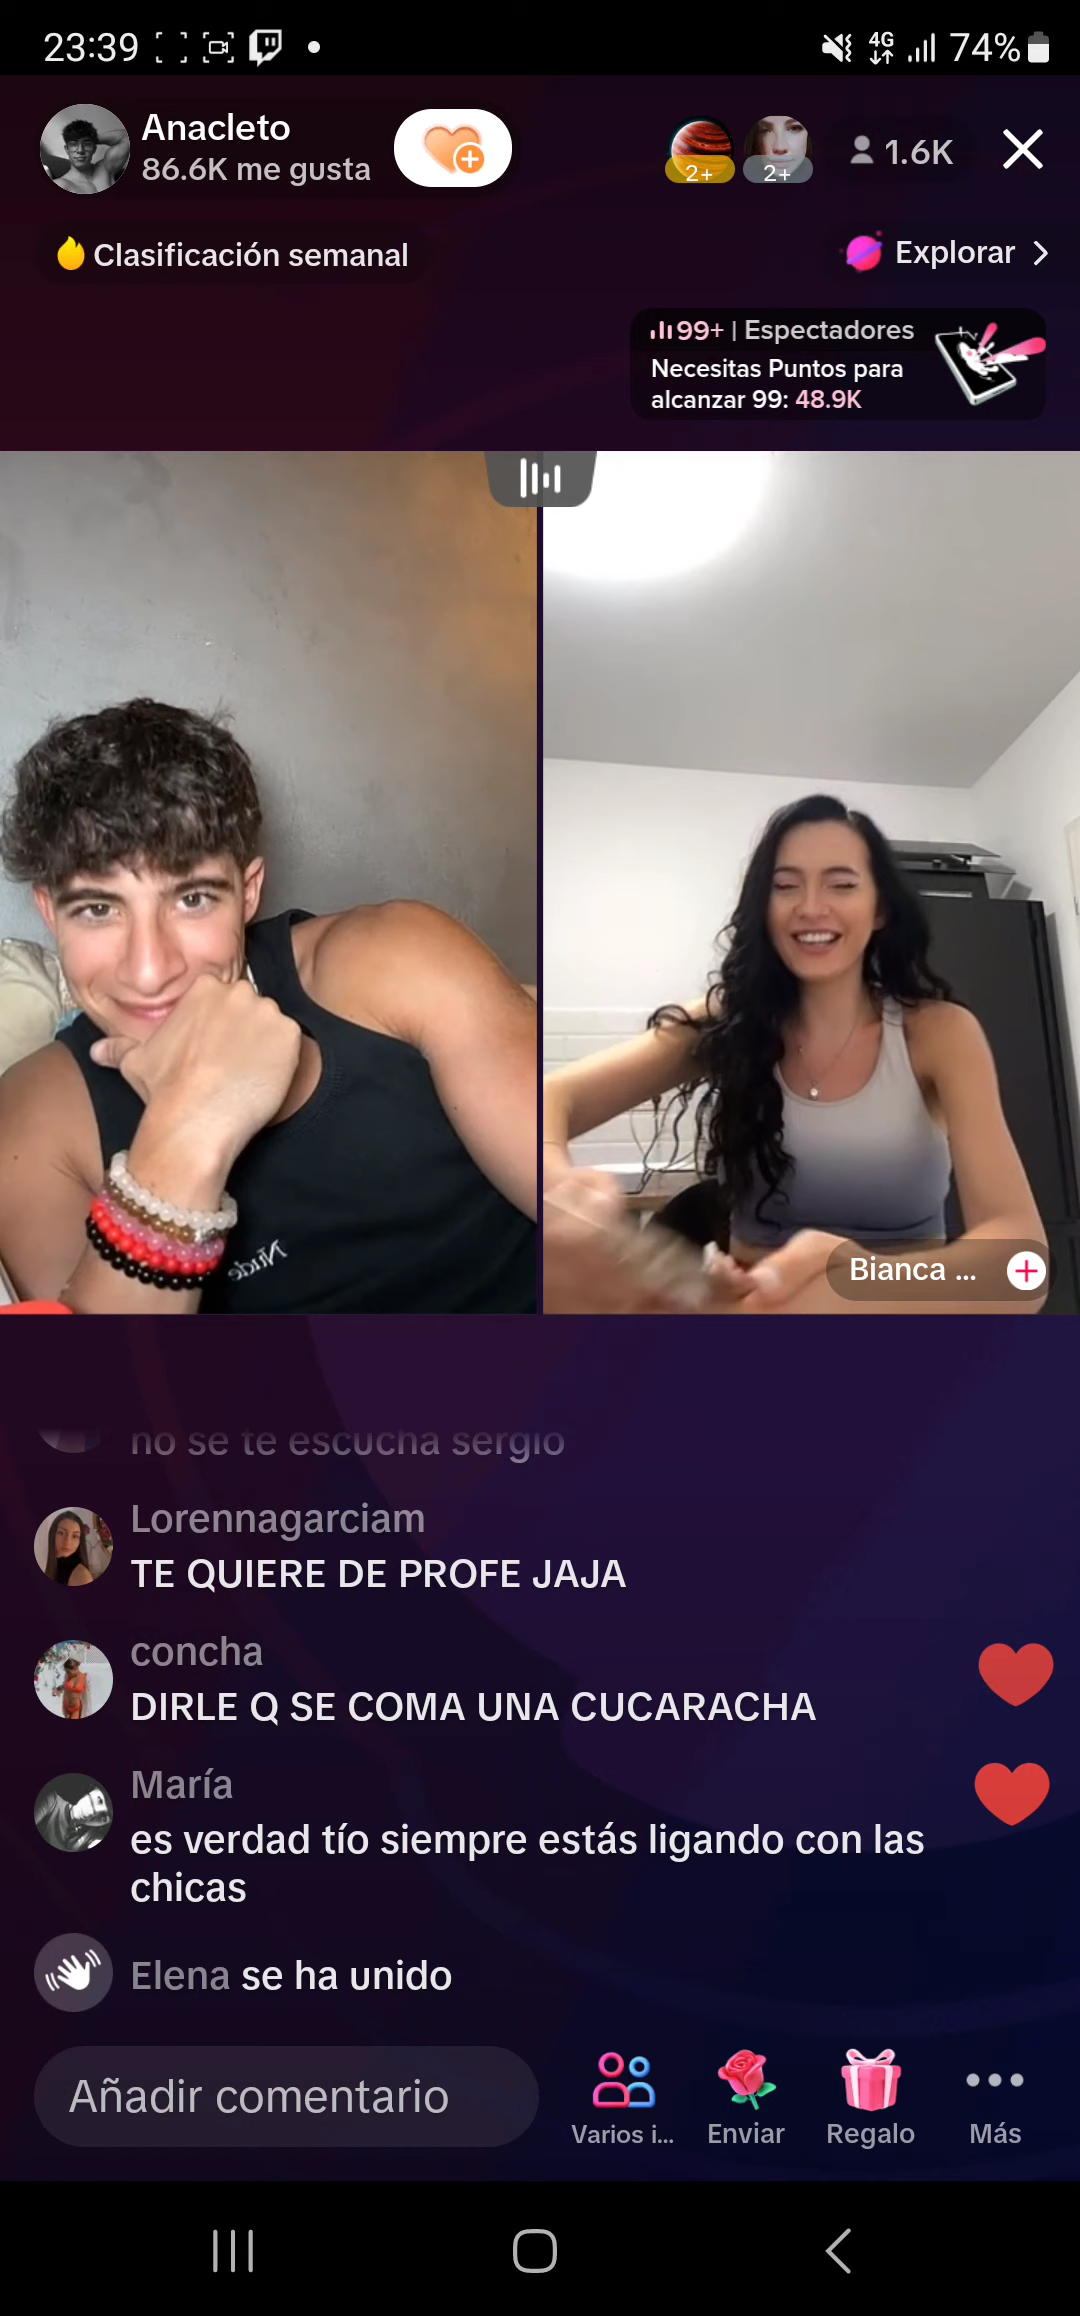 23:39
4G
74%
Anacleto
86.6K me gusta
2+
2+
1.6K
Clasificación semanal
Explorar
99+ | Espectadores
Necesitas Puntos para
alcanzar 99: 48.9K
Nude
Bianca ...
no se te escucha sergio
Lorennagarciam
TE QUIERE DE PROFE JAJA
concha
DIRLE Q SE COMA UNA CUCARACHA
María
es verdad tío siempre estás ligando con las
chicas
Elena se ha unido
Añadir comentario
Varios i...
Enviar
Regalo
Más